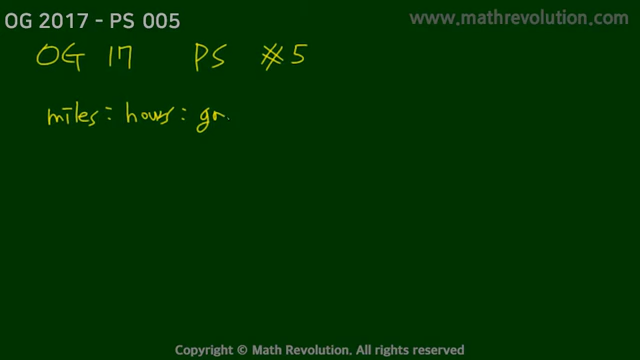 OG 2017 - PS 005
www.mathrevolution.com
OG 17 PS #5
miles : hours : ga
Copyright © Math Revolution. All rights reserved